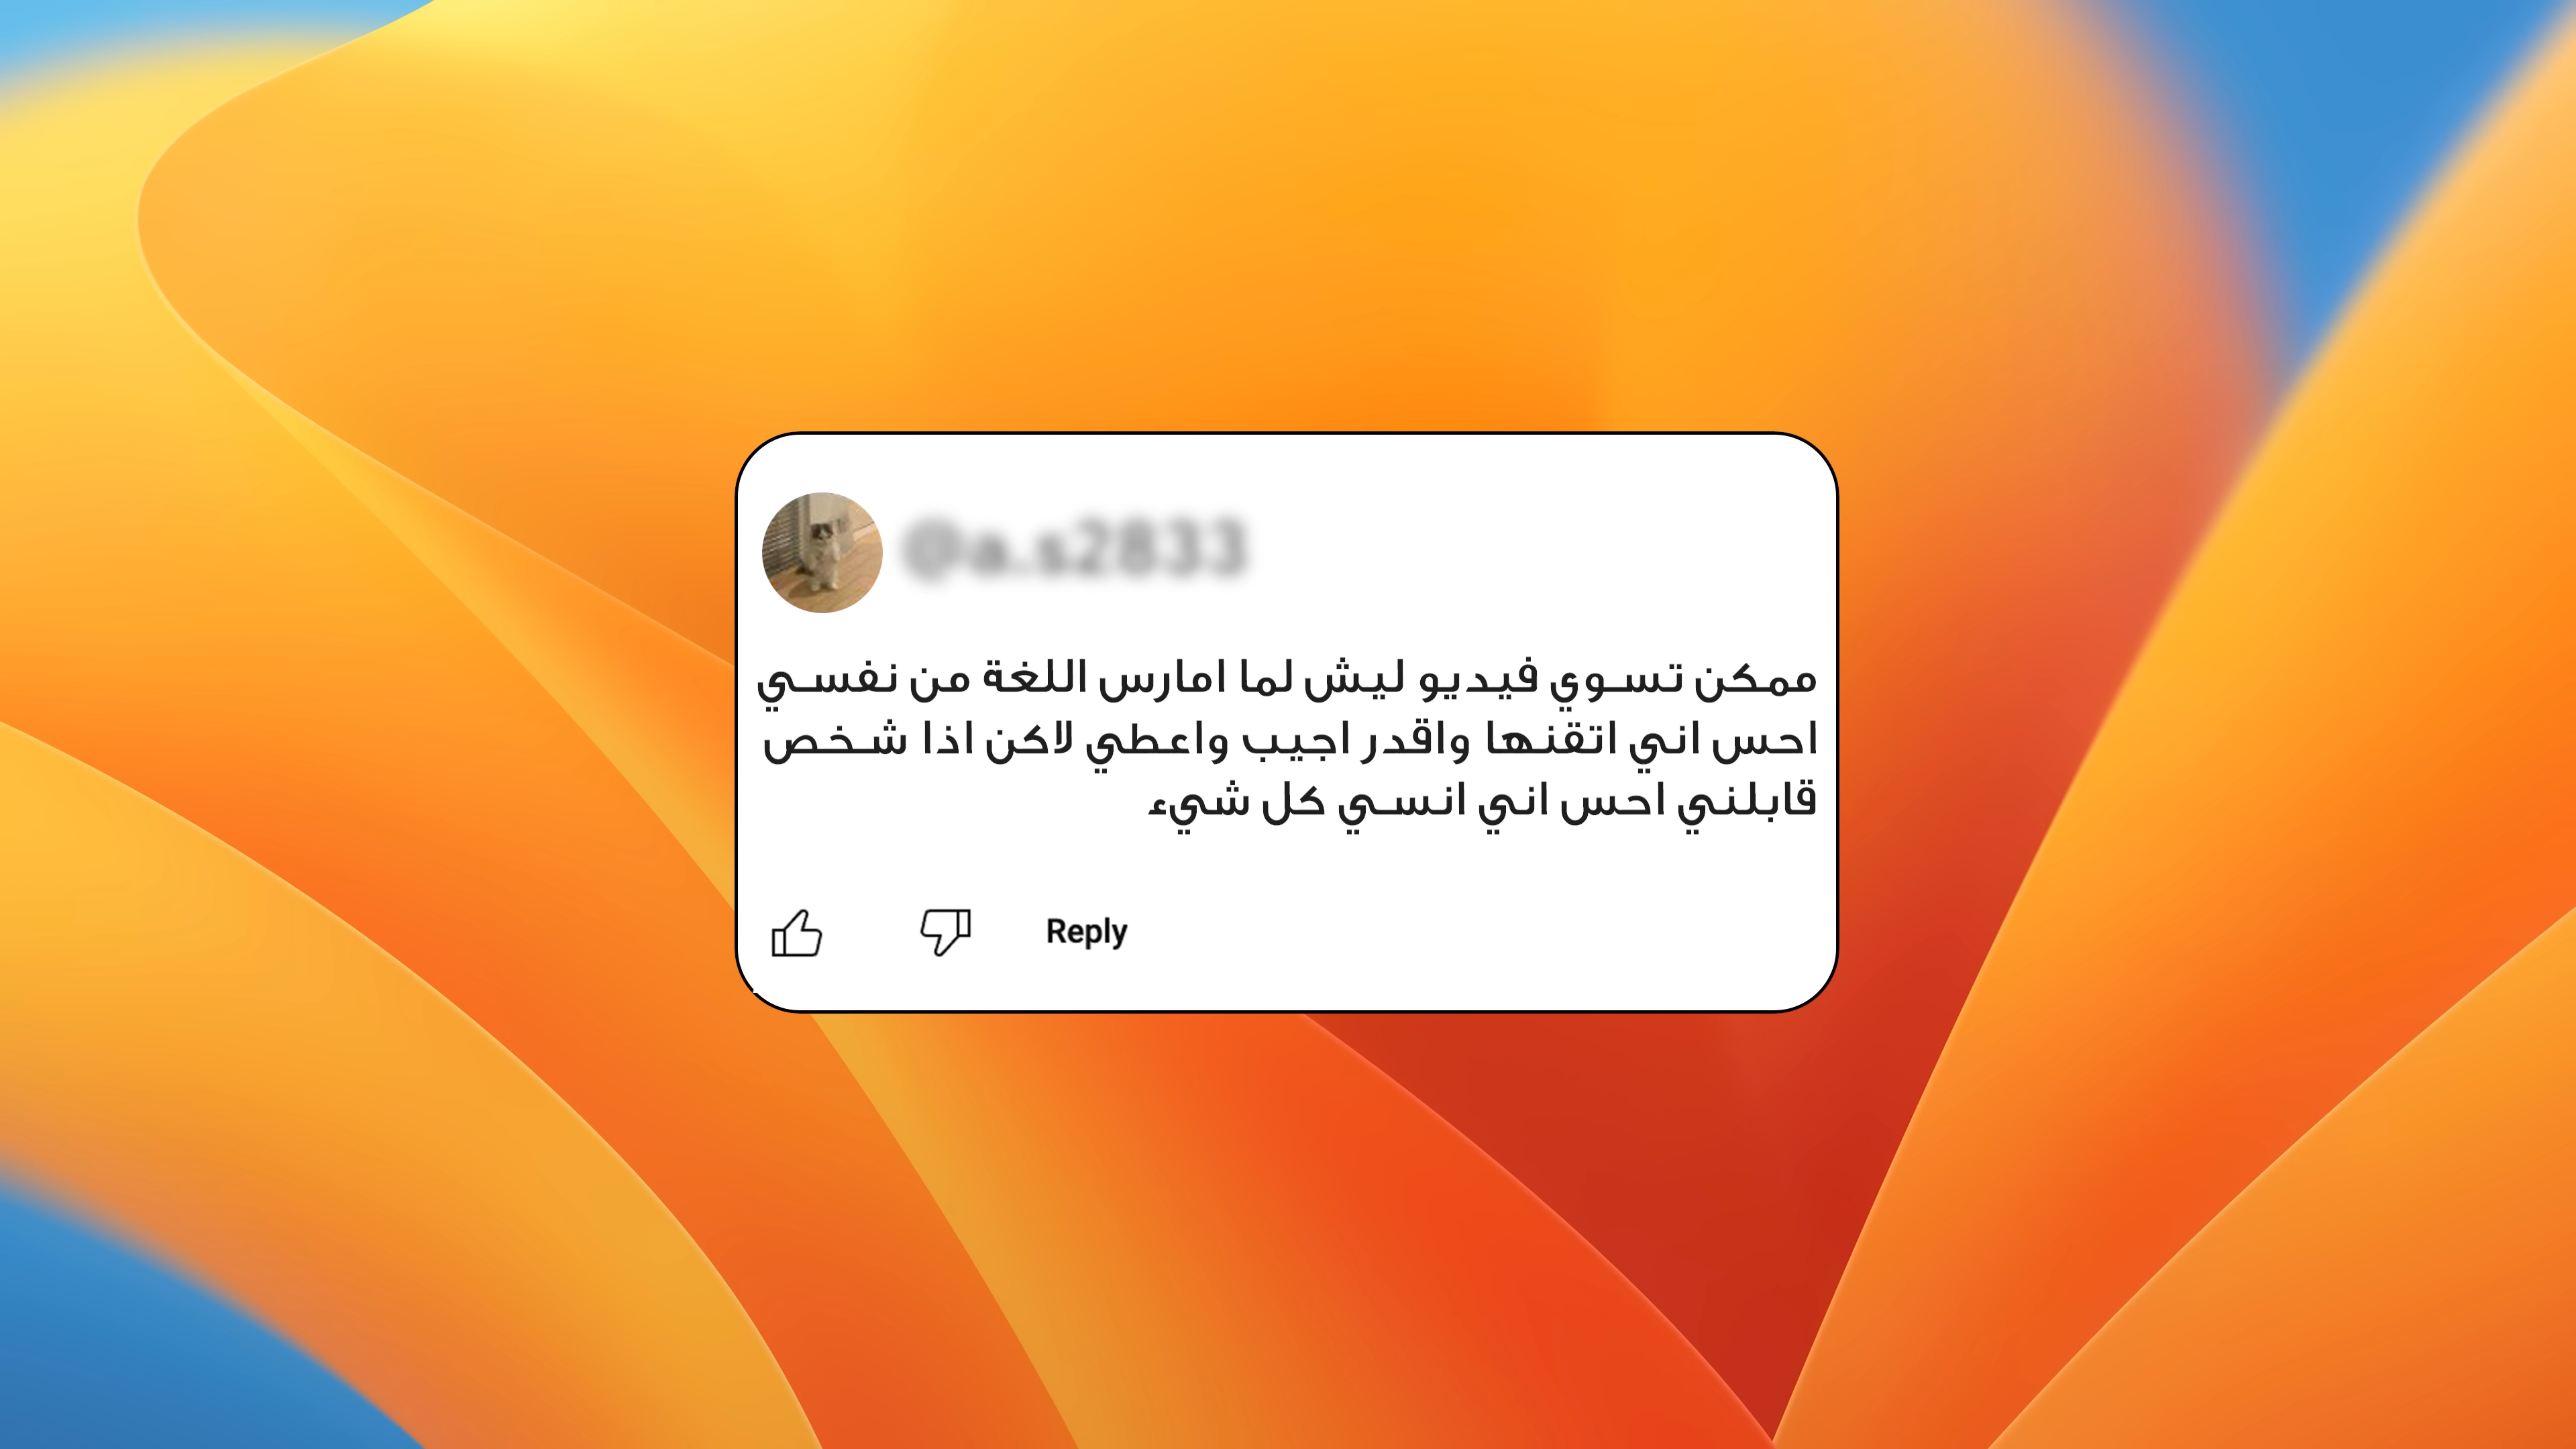 @a.s2833
ممكن تسوي فيديو ليش لما امارس اللغة من نفسي
احس اني اتقنها واقدر اجيب واعطي لاكن اذا شخص
قابلني احس اني انسي كل شيء
Reply